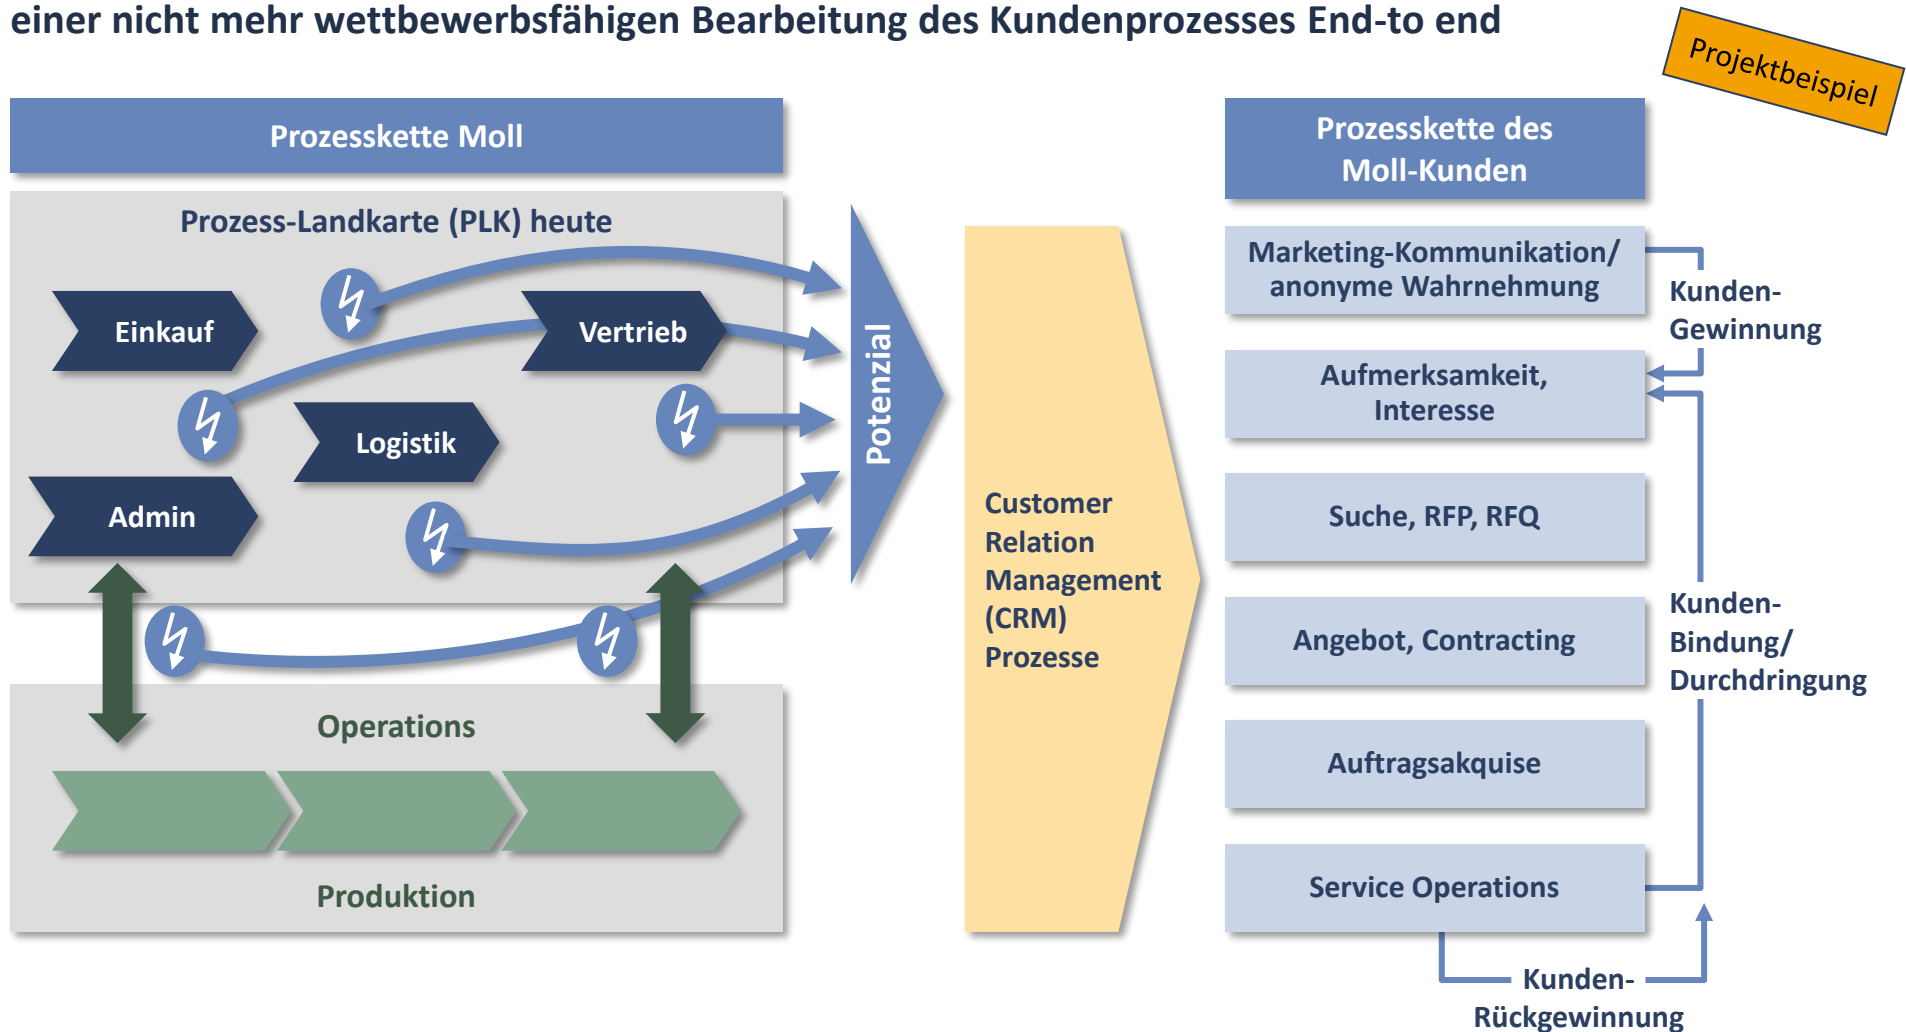 einer nicht mehr wettbewerbsfähigen Bearbeitung des Kundenprozesses End-to end
Projektbeispiel
Prozesskette Moll
Prozess-Landkarte (PLK) heute
Einkauf
Vertrieb
Logistik
Admin
Operations
Produktion
Potenzial
Customer
Relation
Management
(CRM)
Prozesse
Prozesskette des
Moll-Kunden
Marketing-Kommunikation/
anonyme Wahrnehmung
Aufmerksamkeit,
Interesse
Suche, RFP, RFQ
Angebot, Contracting
Auftragsakquise
Service Operations
Kunden-
Gewinnung
Kunden-
Bindung/
Durchdringung
Kunden-
Rückgewinnung